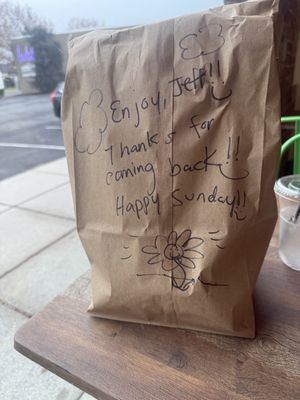 Enjoy, Jeff!!
Thanks for
coming back!!
Happy Sunday!!